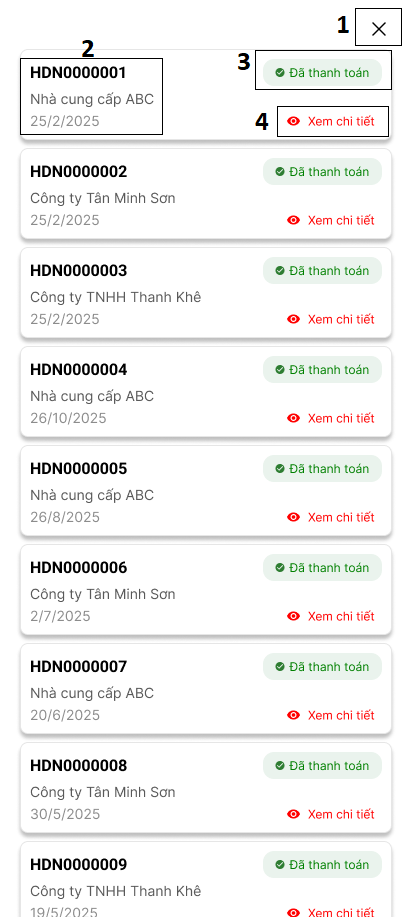 1
2
HDN0000001
3
Đã thanh toán
Nhà cung cấp ABC
25/2/2025
4
Xem chi tiết
HDN0000002
Đã thanh toán
Công ty Tân Minh Sơn
25/2/2025
Xem chi tiết
HDN0000003
Đã thanh toán
Công ty TNHH Thanh Khê
25/2/2025
Xem chi tiết
HDN0000004
Đã thanh toán
Nhà cung cấp ABC
26/10/2025
Xem chi tiết
HDN0000005
Đã thanh toán
Nhà cung cấp ABC
26/8/2025
Xem chi tiết
HDN0000006
Đã thanh toán
Công ty Tân Minh Sơn
2/7/2025
Xem chi tiết
HDN0000007
Đã thanh toán
Nhà cung cấp ABC
20/6/2025
Xem chi tiết
HDN0000008
Đã thanh toán
Công ty Tân Minh Sơn
30/5/2025
Xem chi tiết
HDN0000009
Đã thanh toán
Công ty TNHH Thanh Khê
19/5/2025
Xem chi tiết